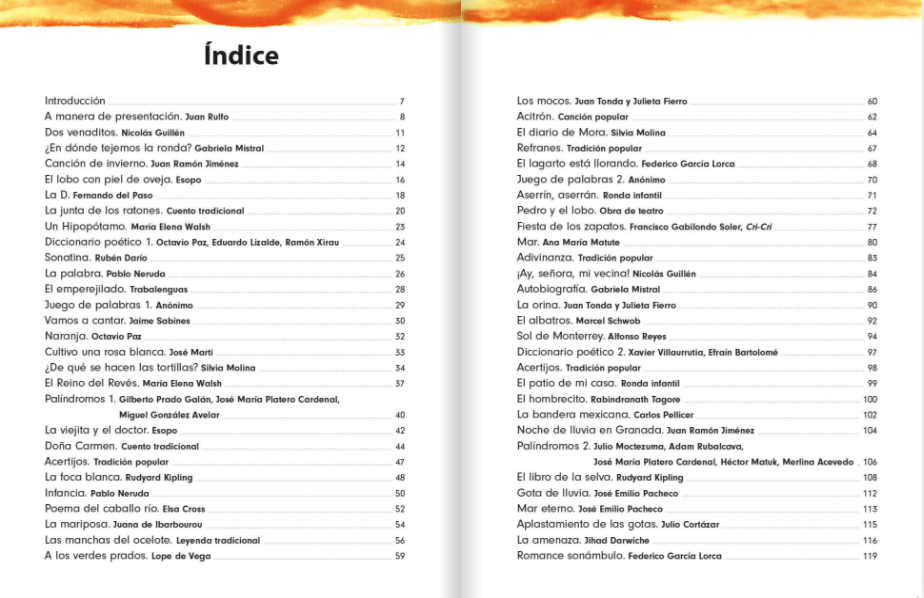 Índice
Introducción 7
A manera de presentación. Juan Rulfo 8
Dos venaditos. Nicolás Guillén 11
¿En dónde tejemos la ronda? Gabriela Mistral 12
Canción de invierno. Juan Ramón Jiménez 14
El lobo con piel de oveja. Esopo 16
La D. Fernando del Paso 18
La junta de los ratones. Cuento tradicional 20
Un Hipopótamo. María Elena Walsh 23
Diccionario poético 1. Octavio Paz, Eduardo Lizalde, Ramón Xirau 24
Sonatina. Rubén Darío 25
La palabra. Pablo Neruda 26
El emperejilado. Trabalenguas 28
Juego de palabras 1. Anónimo 29
Vamos a cantar. Jaime Sabines 30
Naranja. Octavio Paz 32
Cultivo una rosa blanca. José Martí 33
¿De qué se hacen las tortillas? Silvia Molina 34
El Reino del Revés. María Elena Walsh 37
Palíndromos 1. Gilberto Prado Galán, José María Platero Cardenal,
Miguel González Avelar 40
La viejita y el doctor. Esopo 42
Doña Carmen. Cuento tradicional 44
Acertijos. Tradición popular 47
La foca blanca. Rudyard Kipling 48
Infancia. Pablo Neruda 50
Poema del caballo río. Elsa Cross 52
La mariposa. Juana de Ibarbourou 54
Las manchas del ocelote. Leyenda tradicional 56
A los verdes prados. Lope de Vega 59
Los mocos. Juan Tonda y Julieta Fierro 60
Acitrón. Canción popular 62
El diario de Mora. Silvia Molina 64
Refranes. Tradición popular 67
El lagarto está llorando. Federico García Lorca 68
Juego de palabras 2. Anónimo 70
Aserrín, aserrán. Ronda infantil 71
Pedro y el lobo. Obra de teatro 72
Fiesta de los zapatos. Francisco Gabilondo Soler, Cri-Cri 77
Mar. Ana María Matute 80
Adivinanza. Tradición popular 83
¡Ay, señora, mi vecina! Nicolás Guillén 84
Autobiografía. Gabriela Mistral 86
La orina. Juan Tonda y Julieta Fierro 90
El albatros. Marcel Schwob 92
Sol de Monterrey. Alfonso Reyes 94
Diccionario poético 2. Xavier Villaurrutia, Efraín Bartolomé 97
Acertijos. Tradición popular 98
El patio de mi casa. Ronda infantil 99
El hombrecito. Rabindranath Tagore 100
La bandera mexicana. Carlos Pellicer 102
Noche de lluvia en Granada. Juan Ramón Jiménez 104
Palíndromos 2. Julio Moctezuma, Adam Rubalcava,
José María Platero Cardenal, Héctor Matuk, Merlina Acevedo 106
El libro de la selva. Rudyard Kipling 108
Gota de lluvia. José Emilio Pacheco 112
Mar eterno. José Emilio Pacheco 113
Aplastamiento de las gotas. Julio Cortázar 115
La amenaza. Jihad Darwiche 116
Romance sonámbulo. Federico García Lorca 119